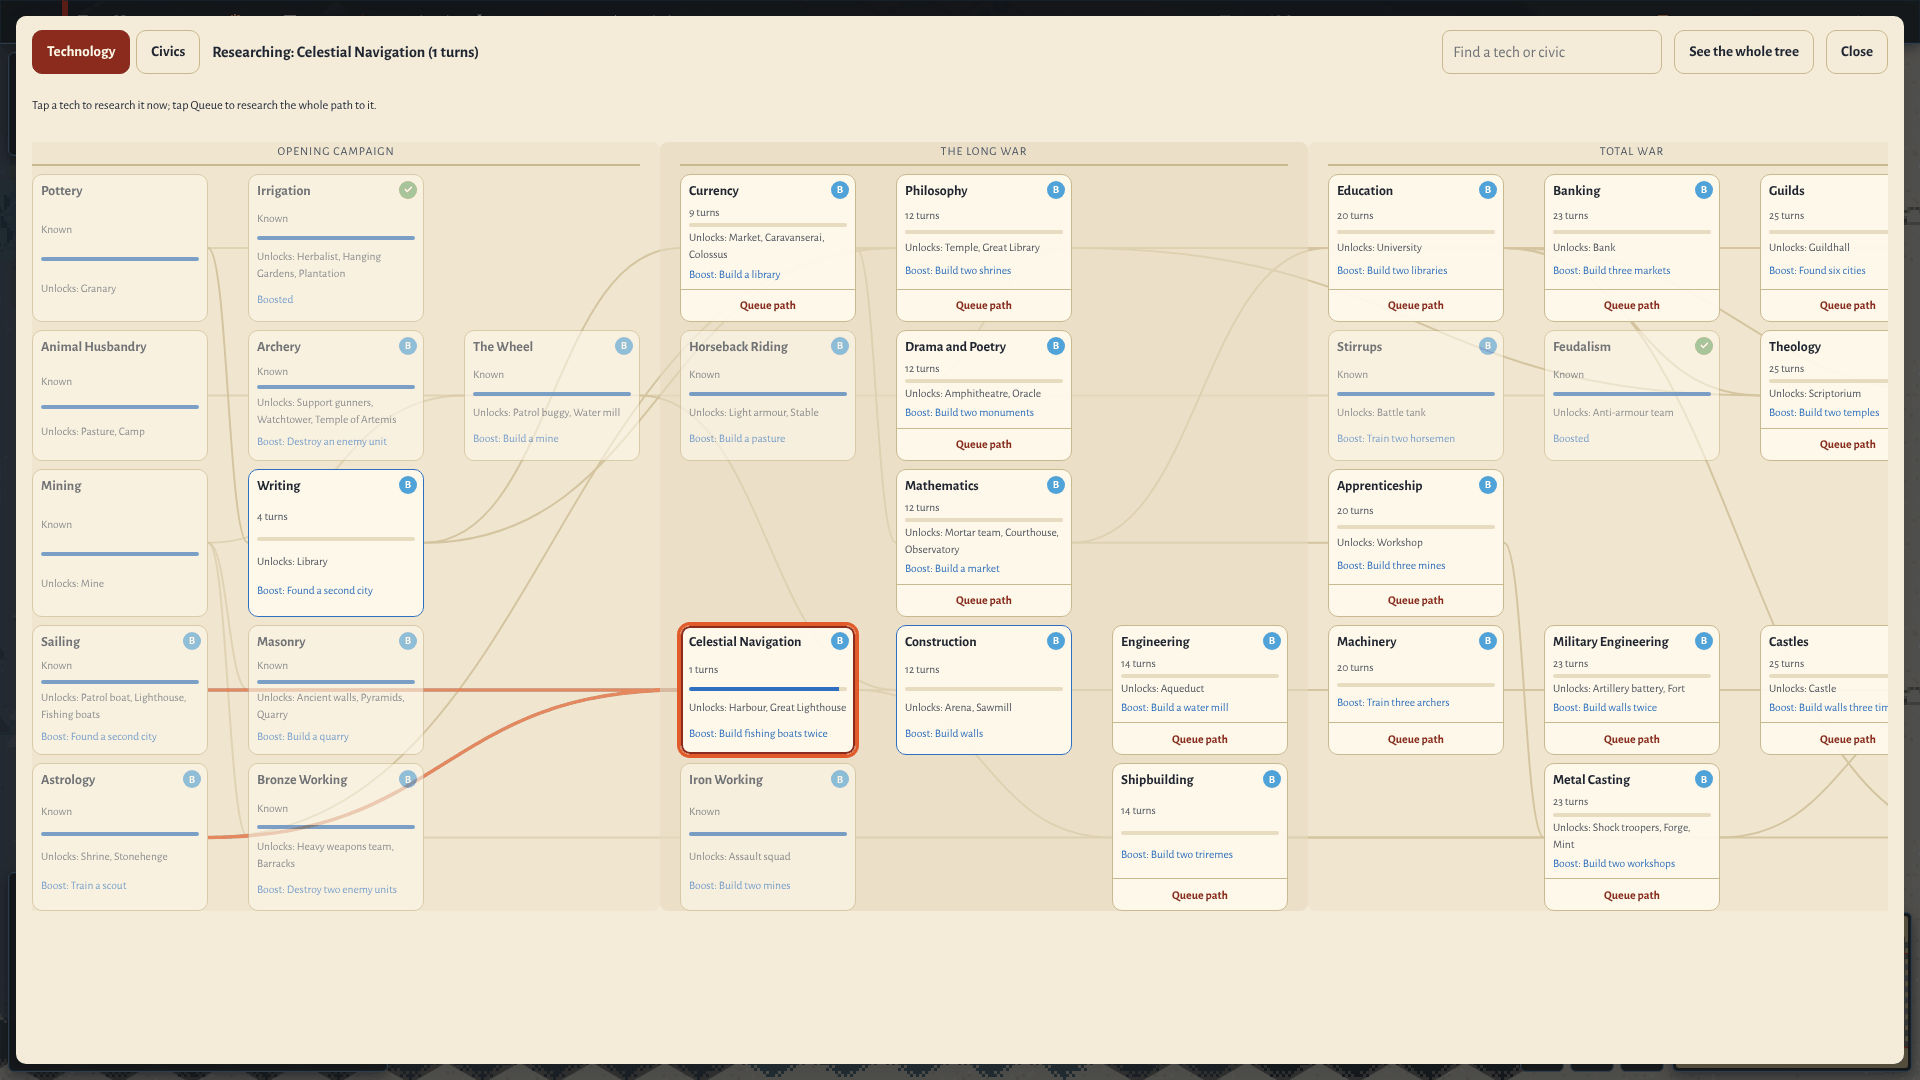 Technology
Civics
Researching: Celestial Navigation (1 turns)
Find a tech or civic
See the whole tree
Close
Tap a tech to research it now; tap Queue to research the whole path to it.
OPENING CAMPAIGN
THE LONG WAR
TOTAL WAR
Pottery
Known
Unlocks: Granary
Irrigation
Known
Unlocks: Herbalist, Hanging
Gardens, Plantation
Boosted
Currency
B
9 turns
Unlocks: Market, Caravanserai,
Colossus
Boost: Build a library
Queue path
Philosophy
B
12 turns
Unlocks: Temple, Great Library
Boost: Build two shrines
Queue path
Education
B
20 turns
Unlocks: University
Boost: Build two libraries
Queue path
Banking
B
23 turns
Unlocks: Bank
Boost: Build three markets
Queue path
Guilds
25 turns
Unlocks: Guildhall
Boost: Found six cities
Queue path
Animal Husbandry
Known
Unlocks: Pasture, Camp
Archery
B
Known
Unlocks: Support gunners,
Watchtower, Temple of Artemis
Boost: Destroy an enemy unit
The Wheel
B
Known
Unlocks: Patrol buggy, Water mill
Boost: Build a mine
Horseback Riding
B
Known
Unlocks: Light armour, Stable
Boost: Build a pasture
Drama and Poetry
B
12 turns
Unlocks: Amphitheatre, Oracle
Boost: Build two monuments
Queue path
Stirrups
B
Known
Unlocks: Battle tank
Boost: Train two horsemen
Feudalism
Known
Unlocks: Anti-armour team
Boosted
Theology
25 turns
Unlocks: Scriptorium
Boost: Build two temples
Queue path
Mining
Known
Unlocks: Mine
Writing
B
4 turns
Unlocks: Library
Boost: Found a second city
Mathematics
B
12 turns
Unlocks: Mortar team, Courthouse,
Observatory
Boost: Build a market
Queue path
Apprenticeship
B
20 turns
Unlocks: Workshop
Boost: Build three mines
Queue path
Sailing
B
Known
Unlocks: Patrol boat, Lighthouse,
Fishing boats
Boost: Found a second city
Masonry
B
Known
Unlocks: Ancient walls, Pyramids,
Quarry
Boost: Build a quarry
Celestial Navigation
B
1 turns
Unlocks: Harbour, Great Lighthouse
Boost: Build fishing boats twice
Construction
B
12 turns
Unlocks: Arena, Sawmill
Boost: Build walls
Engineering
B
14 turns
Unlocks: Aqueduct
Boost: Build a water mill
Queue path
Machinery
B
20 turns
Boost: Train three archers
Queue path
Military Engineering
B
23 turns
Unlocks: Artillery battery, Fort
Boost: Build walls twice
Queue path
Castles
25 turns
Unlocks: Castle
Boost: Build walls three
Queue path
Astrology
B
Known
Unlocks: Shrine, Stonehenge
Boost: Train a scout
Bronze Working
B
Known
Unlocks: Heavy weapons team,
Barracks
Boost: Destroy two enemy units
Iron Working
B
Known
Unlocks: Assault squad
Boost: Build two mines
Shipbuilding
B
14 turns
Boost: Build two triremes
Queue path
Metal Casting
B
23 turns
Unlocks: Shock troopers, Forge,
Mint
Boost: Build two workshops
Queue path